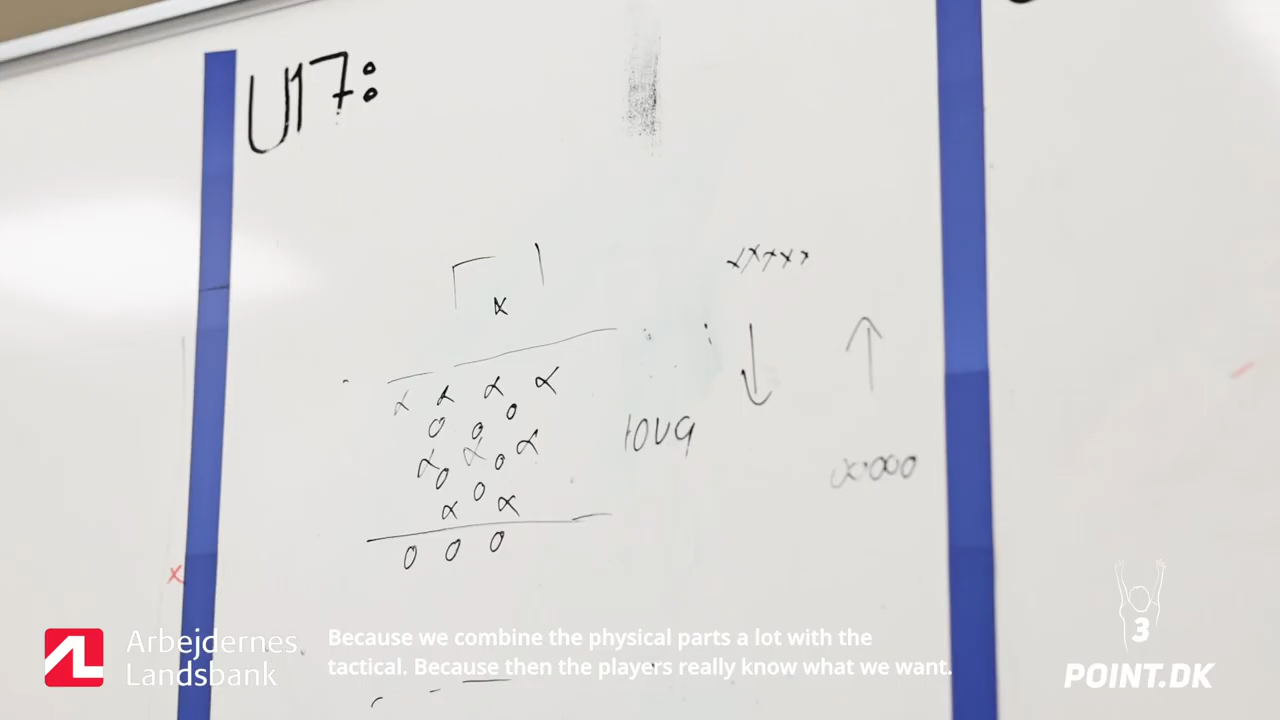 U17:
10v9
Arbejdernes
Landsbank
Because we combine the physical parts a lot with the
tactical. Because then the players really know what we want.
3
POINT.DK